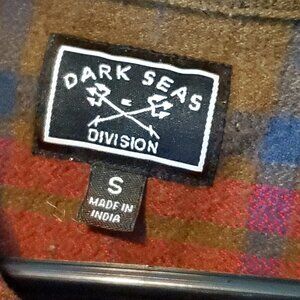 DARK SEAS
DIVISION
S
MADE IN
INDIA